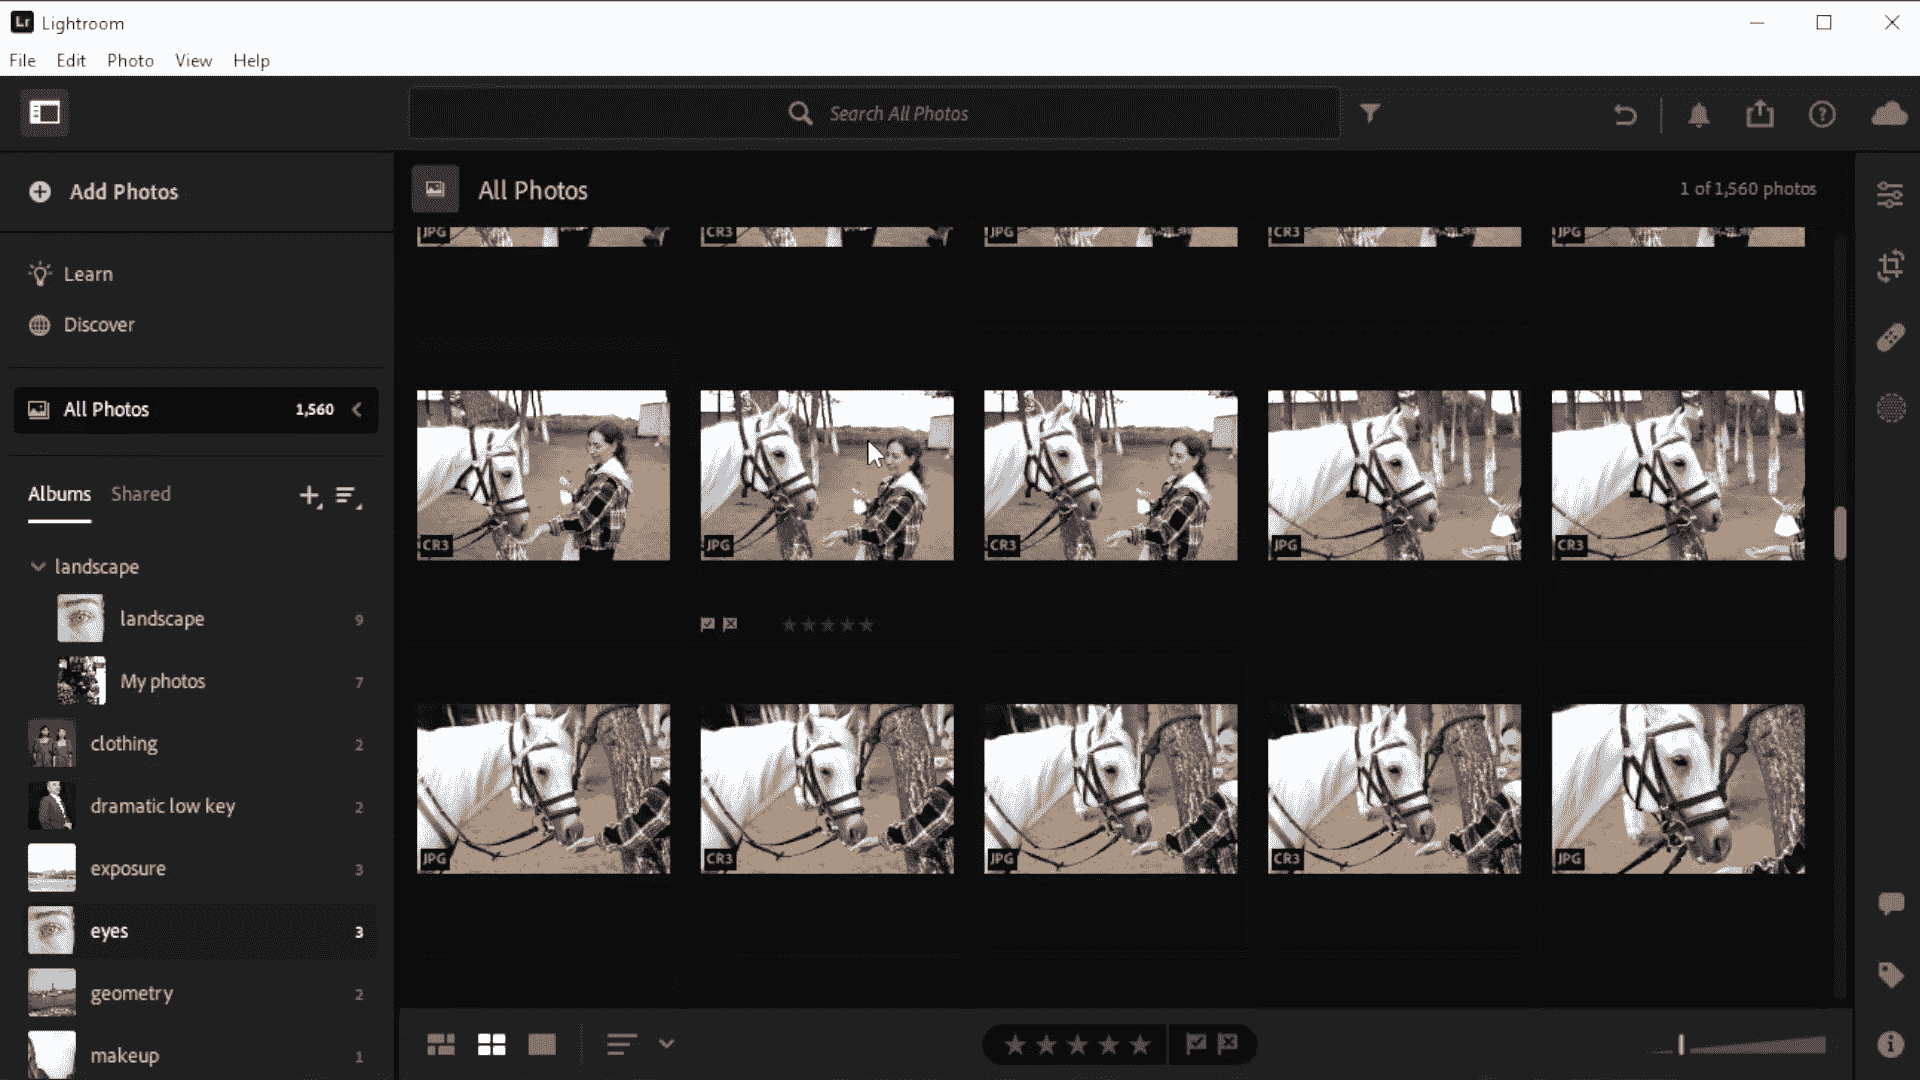 Lr Lightroom
File Edit Photo View Help
Search All Photos
Add Photos
All Photos
1 of 1,560 photos
JPG CR3 JPG CR3 JPG
Learn
Discover
All Photos 1,560
Albums Shared
CR3 JPG CR3 JPG CR3
landscape
landscape 9
My photos 7
clothing 2
dramatic low key 2
JPG CR3 JPG CR3 JPG
exposure 3
eyes 3
geometry 2
makeup 1